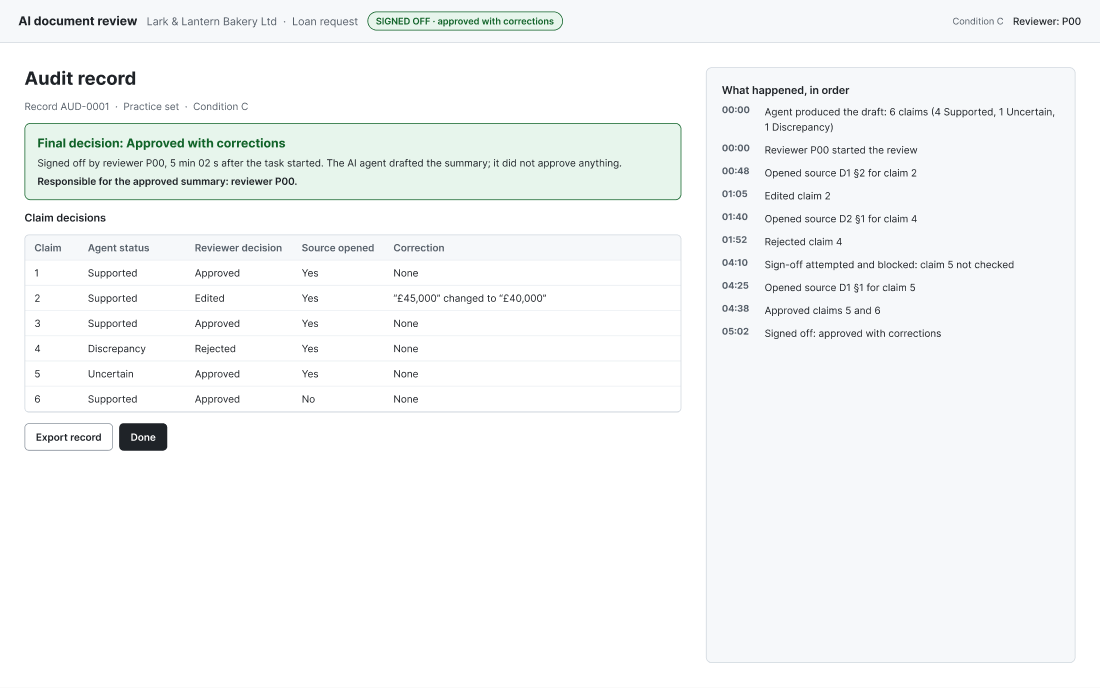 AI document review Lark & Lantern Bakery Ltd · Loan request SIGNED OFF · approved with corrections Condition C Reviewer: P00
Audit record
Record AUD-0001 · Practice set · Condition C
Final decision: Approved with corrections
Signed off by reviewer P00, 5 min 02 s after the task started. The AI agent drafted the summary; it did not approve anything.
Responsible for the approved summary: reviewer P00.
Claim decisions
Claim Agent status Reviewer decision Source opened Correction
1 Supported Approved Yes None
2 Supported Edited Yes “£45,000” changed to “£40,000”
3 Supported Approved Yes None
4 Discrepancy Rejected Yes None
5 Uncertain Approved Yes None
6 Supported Approved No None
Export record Done
What happened, in order
00:00 Agent produced the draft: 6 claims (4 Supported, 1 Uncertain,
1 Discrepancy)
00:00 Reviewer P00 started the review
00:48 Opened source D1 §2 for claim 2
01:05 Edited claim 2
01:40 Opened source D2 §1 for claim 4
01:52 Rejected claim 4
04:10 Sign-off attempted and blocked: claim 5 not checked
04:25 Opened source D1 §1 for claim 5
04:38 Approved claims 5 and 6
05:02 Signed off: approved with corrections